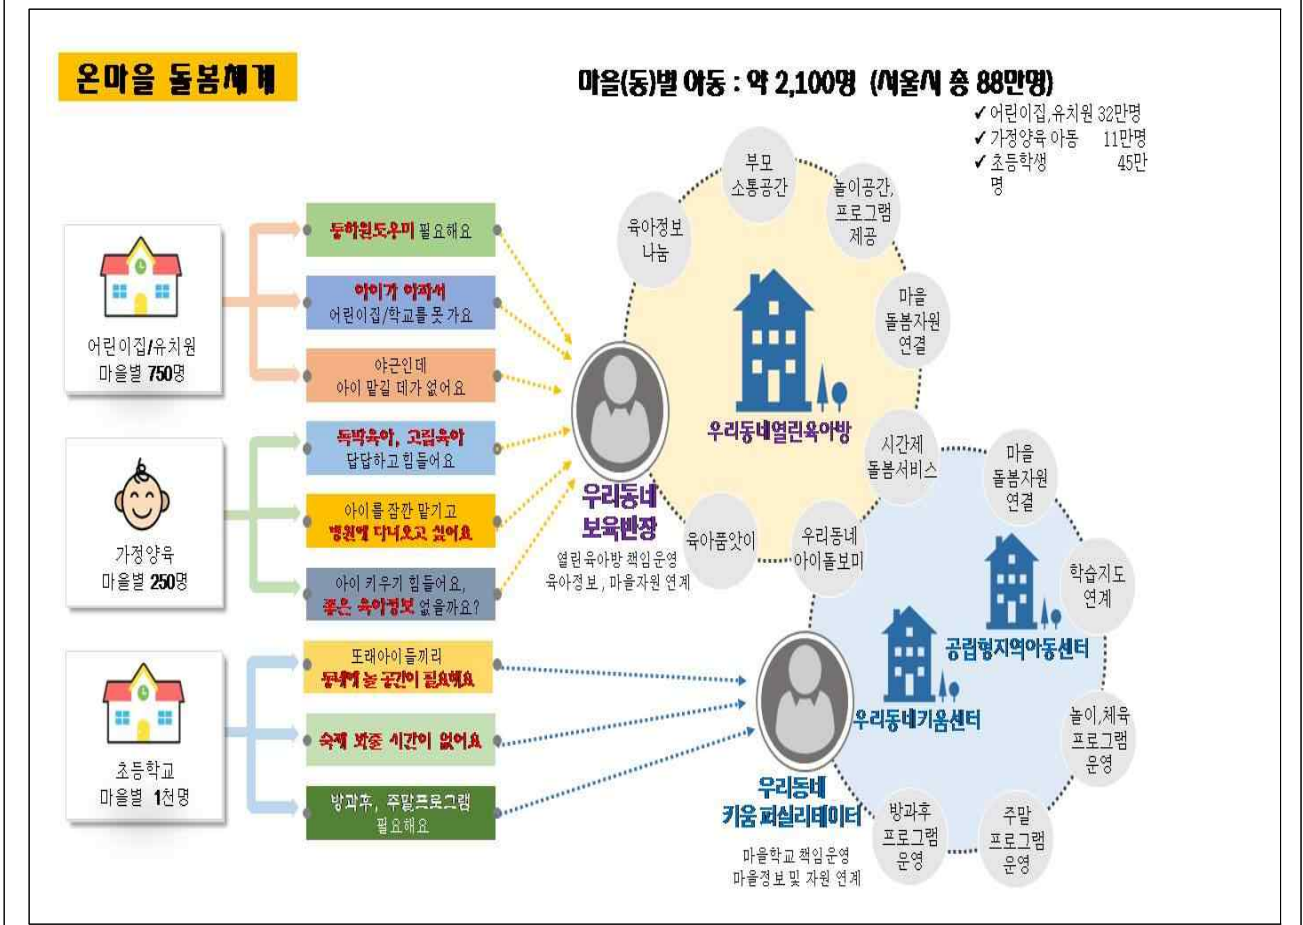 온마을 돌봄체계
마을(동)별 아동 : 약 2,100명 (서울시 총 88만명)
✓ 어린이집,유치원 32만명
✓ 가정양육 아동 11만명
✓ 초등학생 45만
명
어린이집/유치원
마을별 750명
가정양육
마을별 250명
초등학교
마을별 1천명
등하원도우미 필요해요
아이가 아파서
어린이집/학교를 못 가요
야근인데
아이 맡길 데가 없어요
독박육아, 고립육아
답답하고 힘들어요
아이를 잠깐 맡기고
병원에 다녀오고 싶어요
아이 키우기 힘들어요,
좋은 육아정보 없을까요?
또래아이들끼리
동네에 놀 공간이 필요해요
숙제 봐줄 시간이 없어요
방과후, 주말프로그램
필요해요
우리동네
보육반장
열린육아방 책임운영
육아정보, 마을자원 연계
우리동네
키움 퍼실리테이터
마을학교 책임운영
마을정보 및 자원 연계
육아정보
나눔
부모
소통공간
놀이공간,
프로그램
제공
마을
돌봄자원
연결
우리동네열린육아방
시간제
돌봄서비스
육아품앗이
우리동네
아이돌보미
마을
돌봄자원
연결
학습지도
연계
공립형지역아동센터
우리동네키움센터
놀이,체육
프로그램
운영
방과후
프로그램
운영
주말
프로그램
운영